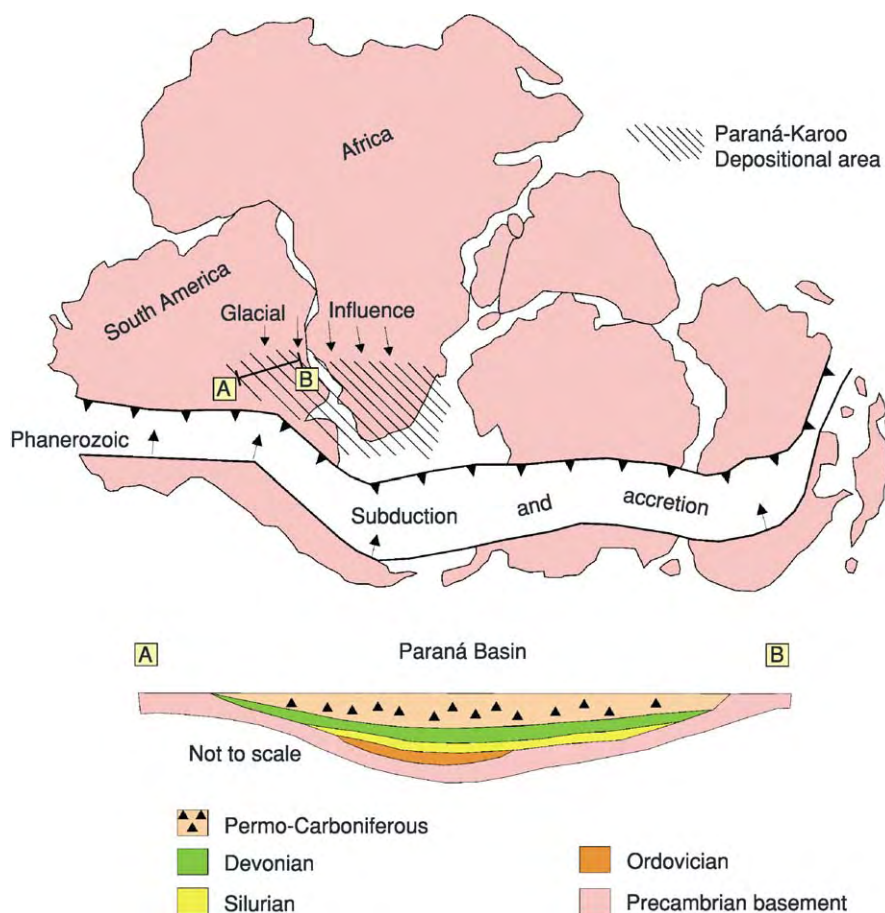 Africa
Paraná-Karoo
Depositional area
South America
Glacial
Influence
A
B
Phanerozoic
Subduction and accretion
A
Paraná Basin
B
Not to scale
Permo-Carboniferous
Devonian
Ordovician
Silurian
Precambrian basement